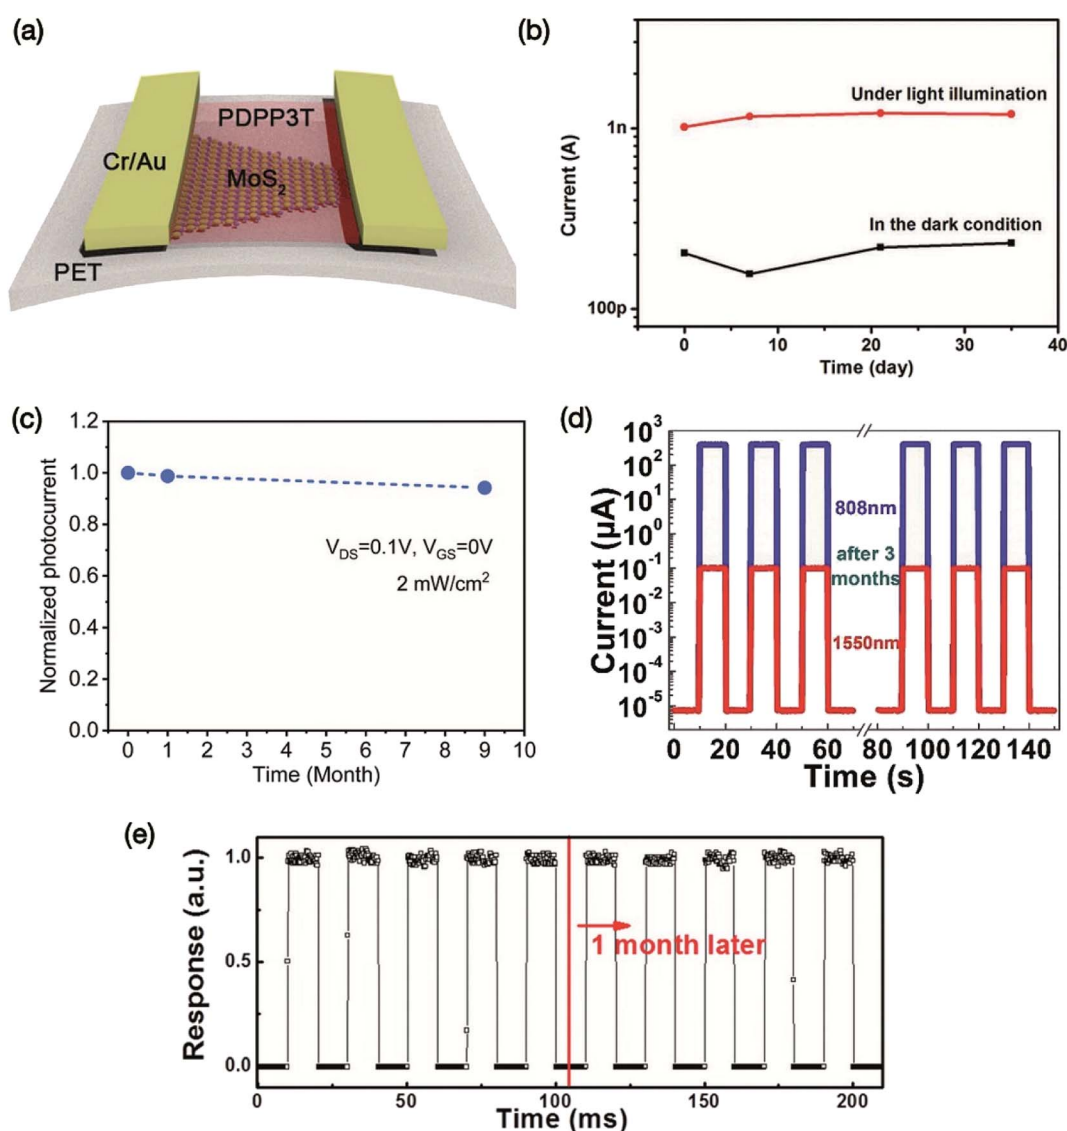 (a)
PDPP3T
Cr/Au
MoS₂
PET
(b)
Current (A)
1n
100p
Under light illumination
In the dark condition
0 10 20 30 40
Time (day)
(c)
Normalized photocurrent
1.2
1.0
0.8
0.6
0.4
0.2
0.0
V_DS=0.1V, V_GS=0V
2 mW/cm²
0 1 2 3 4 5 6 7 8 9 10
Time (Month)
(d)
Current (µA)
10³
10²
10¹
10⁰
10⁻¹
10⁻²
10⁻³
10⁻⁴
10⁻⁵
//
808nm
after 3
months
1550nm
//
0 20 40 60 80 100 120 140
Time (s)
(e)
Response (a.u.)
1.0
0.5
0.0
1 month later
0 50 100 150 200
Time (ms)